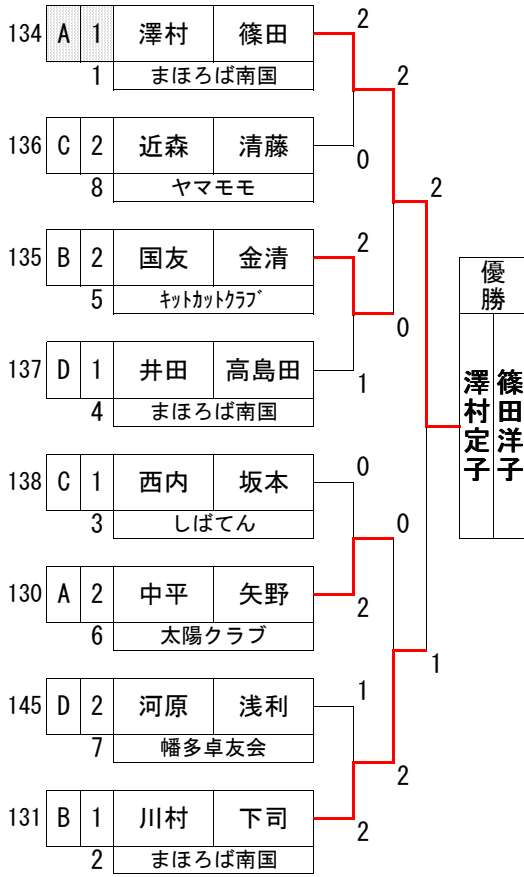 134 A 1 澤村 篠田 2
1 まほろば南国 2
136 C 2 近森 清藤 0
8 ヤマモモ 2
135 B 2 国友 金清 2
5 ｷｯﾄｶｯﾄｸﾗﾌﾞ 0
137 D 1 井田 高島田 1
4 まほろば南国
138 C 1 西内 坂本 0
3 しばてん 0
130 A 2 中平 矢野 2
6 太陽クラブ 1
145 D 2 河原 浅利 1
7 幡多卓友会 2
131 B 1 川村 下司 2
2 まほろば南国
優勝
篠田洋子
澤村定子